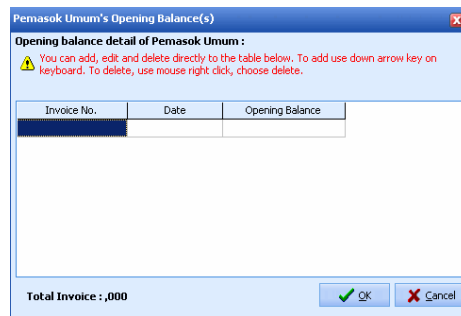 Pemasok Umum's Opening Balance(s)
Opening balance detail of Pemasok Umum :
You can add, edit and delete directly to the table below. To add use down arrow key on
keyboard. To delete, use mouse right click, choose delete.
Invoice No. Date Opening Balance
Total Invoice : ,000 OK Cancel